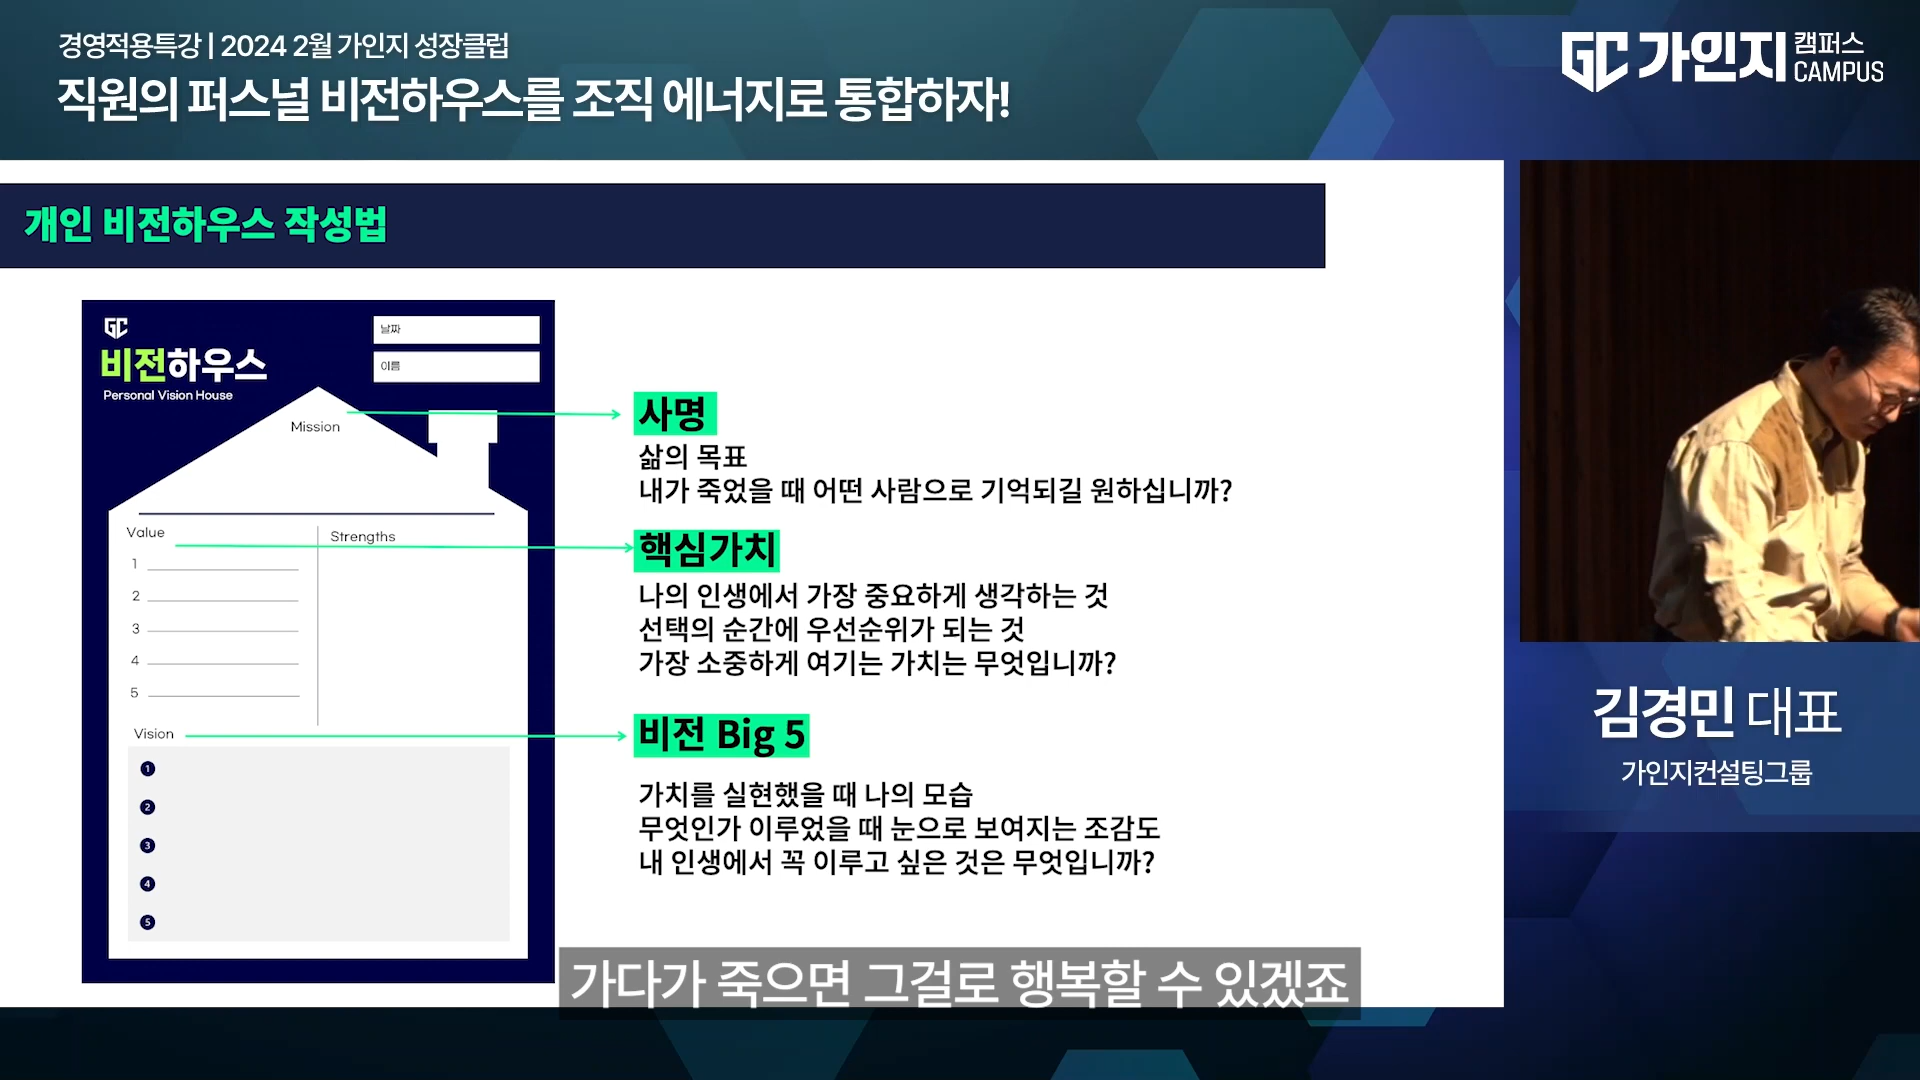 경영적용특강 | 2024 2월 가인지 성장클럽
직원의 퍼스널 비전하우스를 조직 에너지로 통합하자!
GC 가인지 캠퍼스 CAMPUS
개인 비전하우스 작성법
GC
비전하우스
Personal Vision House
날짜
이름
Mission
Value
1
2
3
4
5
Strengths
Vision
1
2
3
4
5
사명
삶의 목표
내가 죽었을 때 어떤 사람으로 기억되길 원하십니까?
핵심가치
나의 인생에서 가장 중요하게 생각하는 것
선택의 순간에 우선순위가 되는 것
가장 소중하게 여기는 가치는 무엇입니까?
비전 Big 5
가치를 실현했을 때 나의 모습
무엇인가 이루었을 때 눈으로 보여지는 조감도
내 인생에서 꼭 이루고 싶은 것은 무엇입니까?
김경민 대표
가인지컨설팅그룹
가다가 죽으면 그걸로 행복할 수 있겠죠